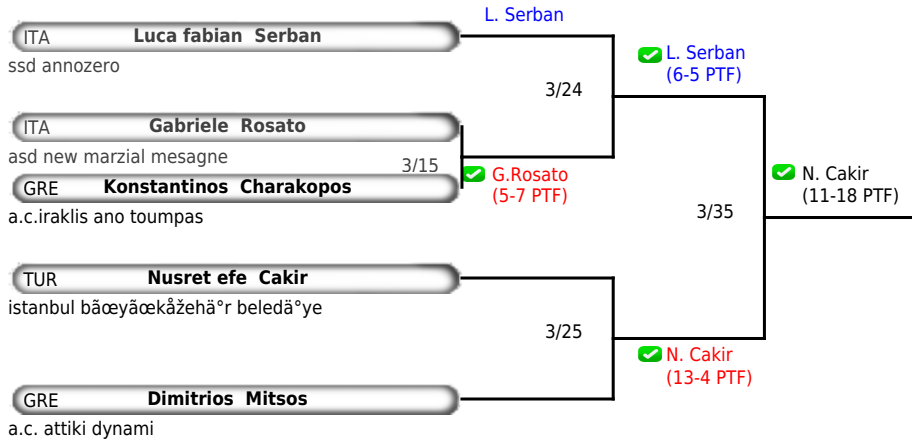 L. Serban
ITA Luca fabian Serban
ssd annozero
3/24
L. Serban
(6-5 PTF)
ITA Gabriele Rosato
asd new marzial mesagne
3/15
G.Rosato
(5-7 PTF)
GRE Konstantinos Charakopos
a.c.iraklis ano toumpas
3/35
N. Cakir
(11-18 PTF)
TUR Nusret efe Cakir
istanbul bãœyãœkåžehä°r beledä°ye
3/25
N. Cakir
(13-4 PTF)
GRE Dimitrios Mitsos
a.c. attiki dynami